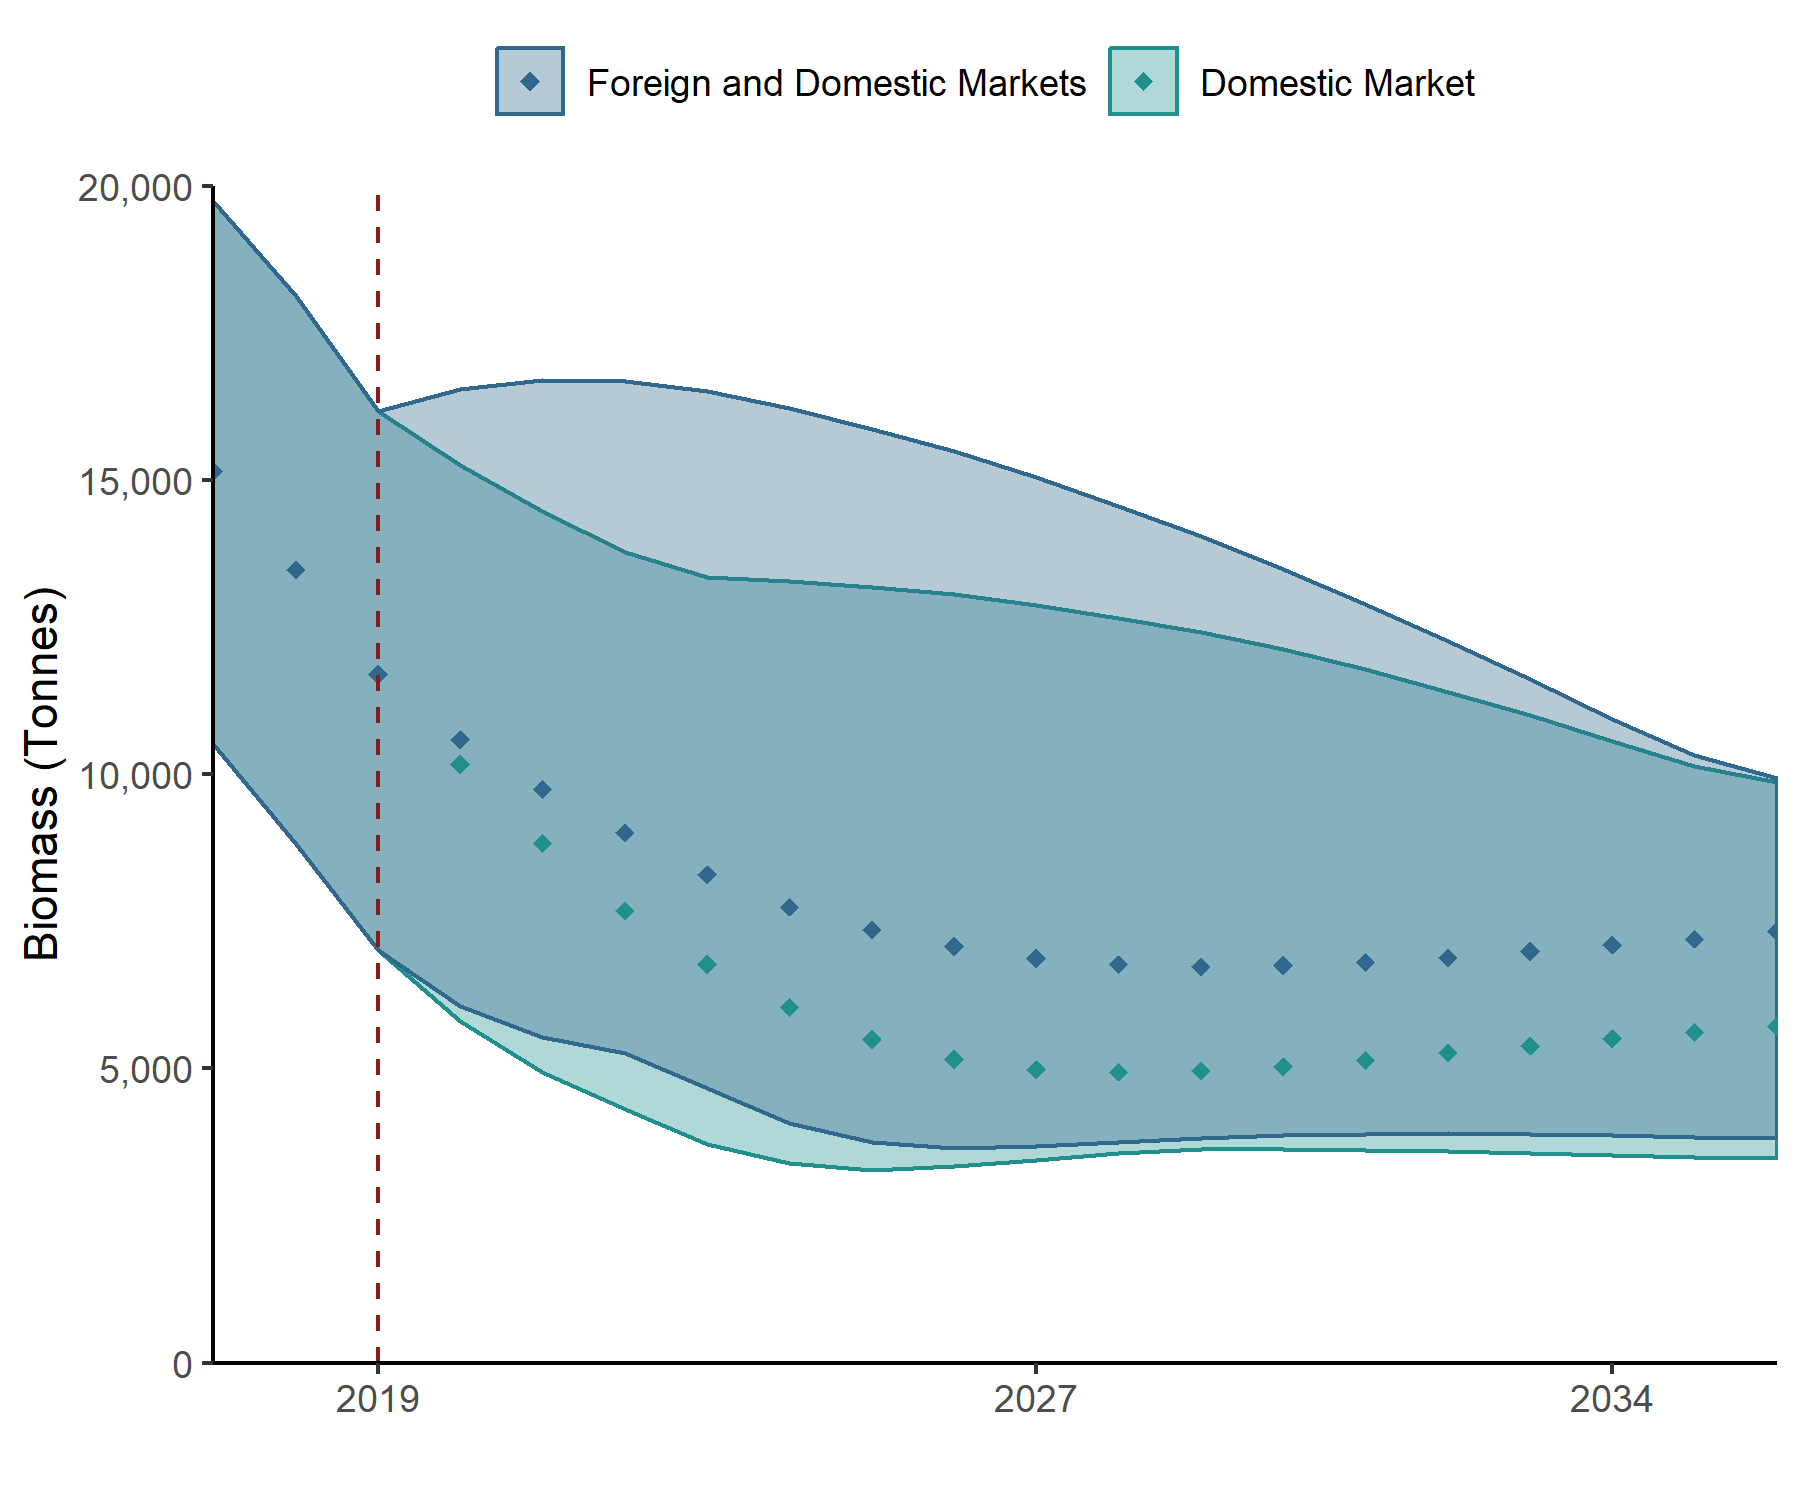 Foreign and Domestic Markets
Domestic Market
20,000
15,000
10,000
5,000
0
Biomass (Tonnes)
2019
2027
2034